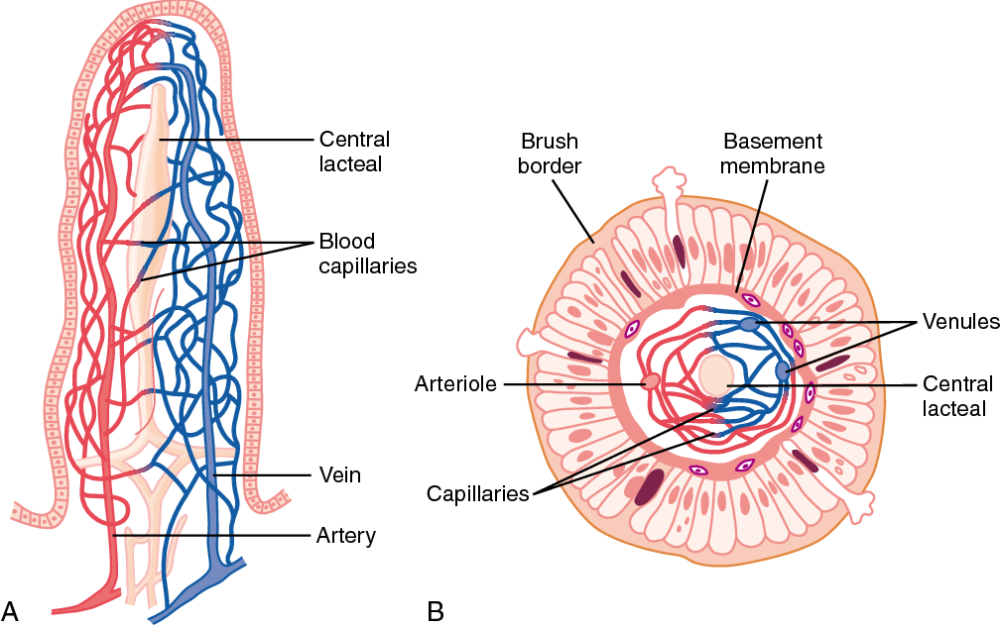 Central
lacteal
Blood
capillaries
Vein
Artery
A
Brush
border
Basement
membrane
Venules
Arteriole
Central
lacteal
Capillaries
B